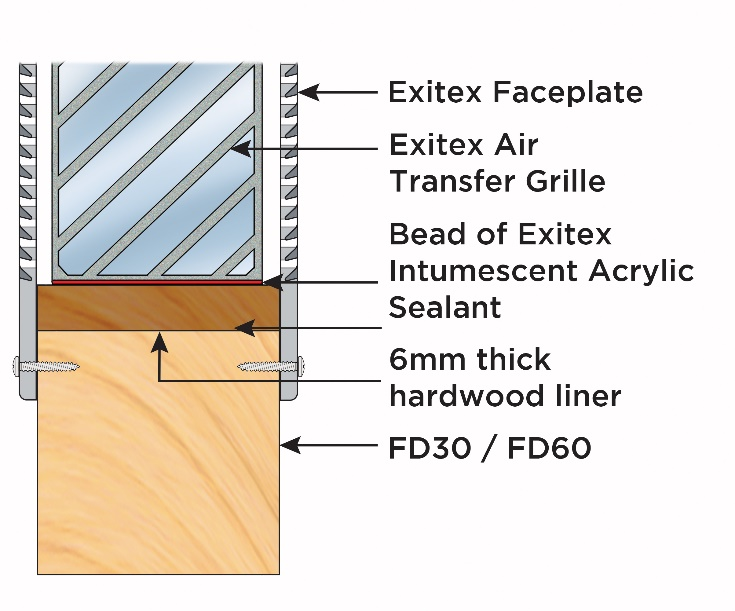 Exitex Faceplate
Exitex Air
Transfer Grille
Bead of Exitex
Intumescent Acrylic
Sealant
6mm thick
hardwood liner
FD30 / FD60